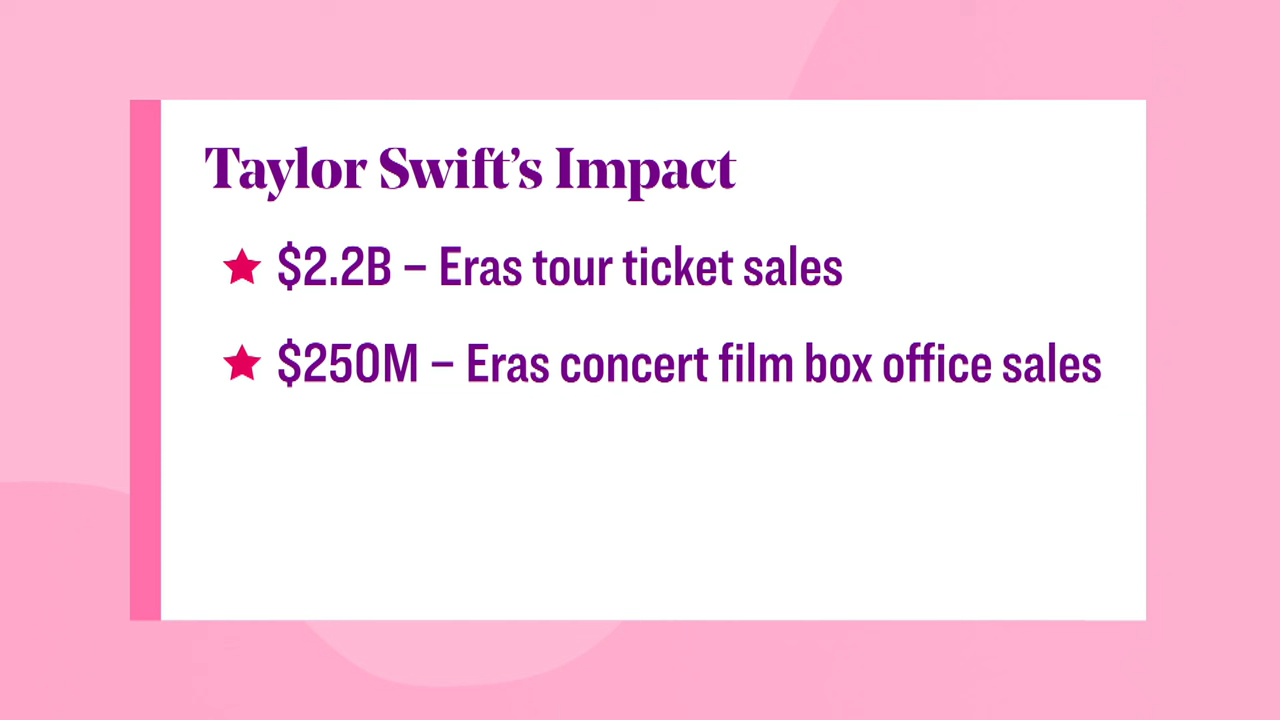 Taylor Swift’s Impact
★ $2.2B – Eras tour ticket sales
★ $250M – Eras concert film box office sales